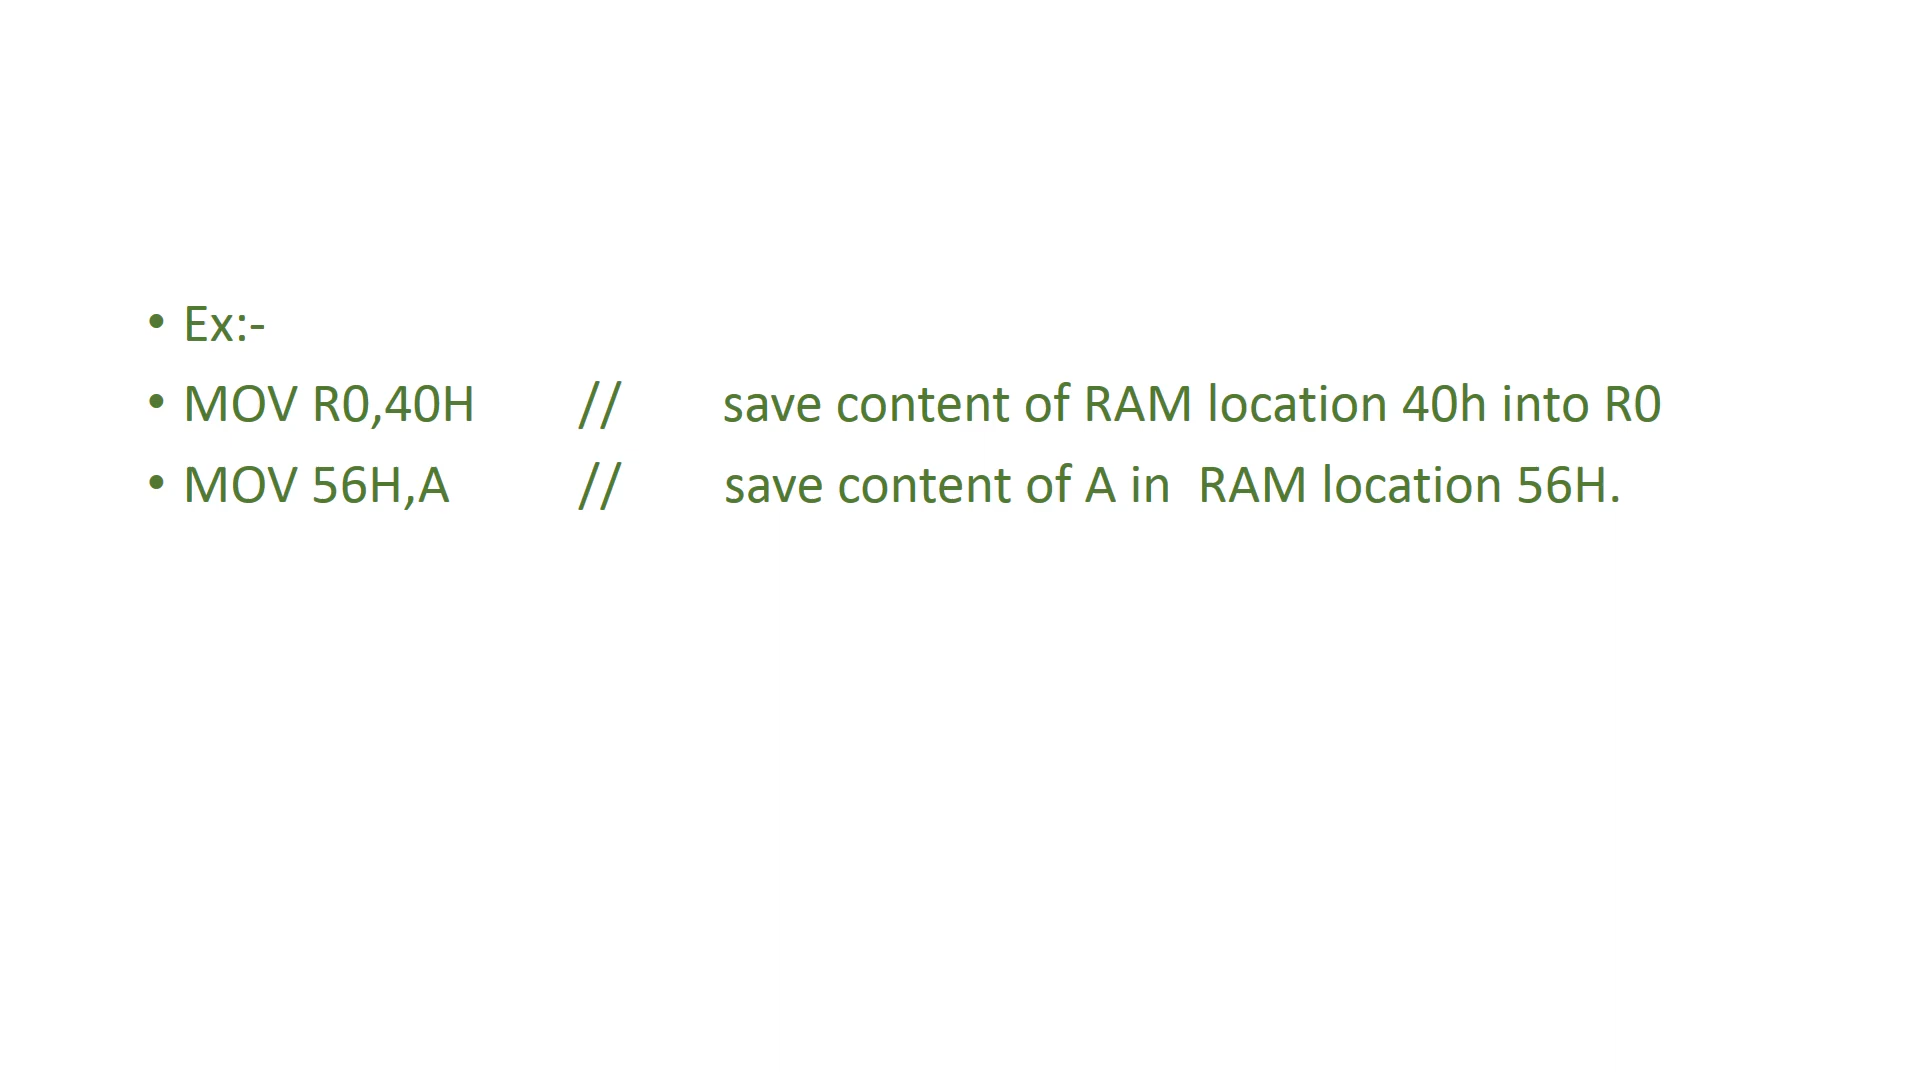 • Ex:-
• MOV R0,40H // save content of RAM location 40h into R0
• MOV 56H,A // save content of A in RAM location 56H.